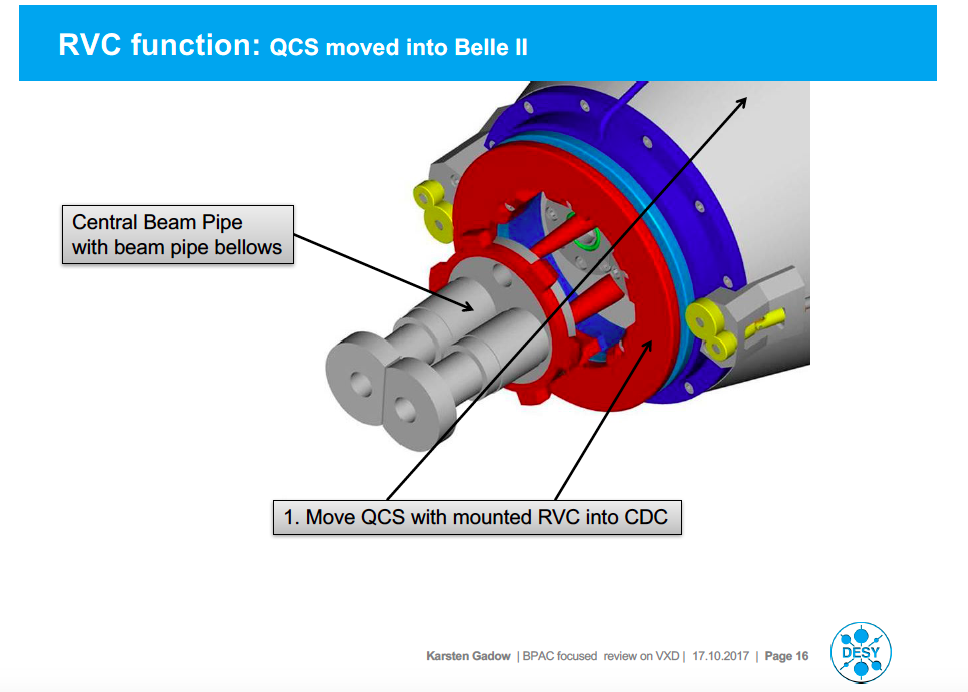 RVC function: QCS moved into Belle II
Central Beam Pipe
with beam pipe bellows
1. Move QCS with mounted RVC into CDC
Karsten Gadow | BPAC focused review on VXD | 17.10.2017 | Page 16
DESY